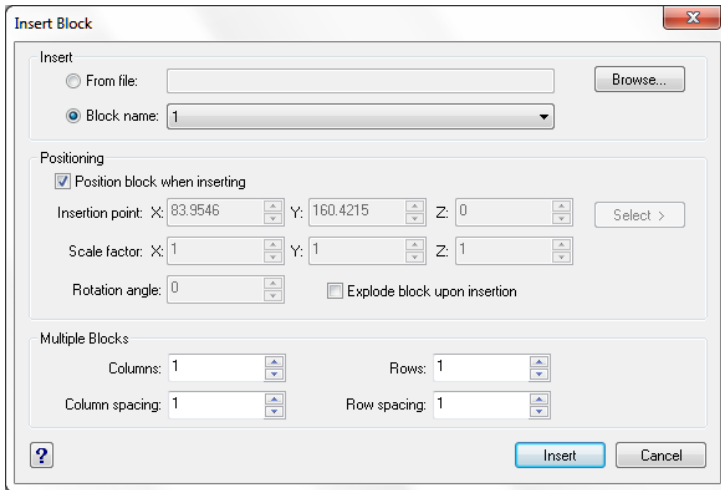 Insert Block
Insert
From file:
Browse...
Block name: 1
Positioning
Position block when inserting
Insertion point: X: 83.9546 Y: 160.4215 Z: 0 Select >
Scale factor: X: 1 Y: 1 Z: 1
Rotation angle: 0 Explode block upon insertion
Multiple Blocks
Columns: 1 Rows: 1
Column spacing: 1 Row spacing: 1
? Insert Cancel